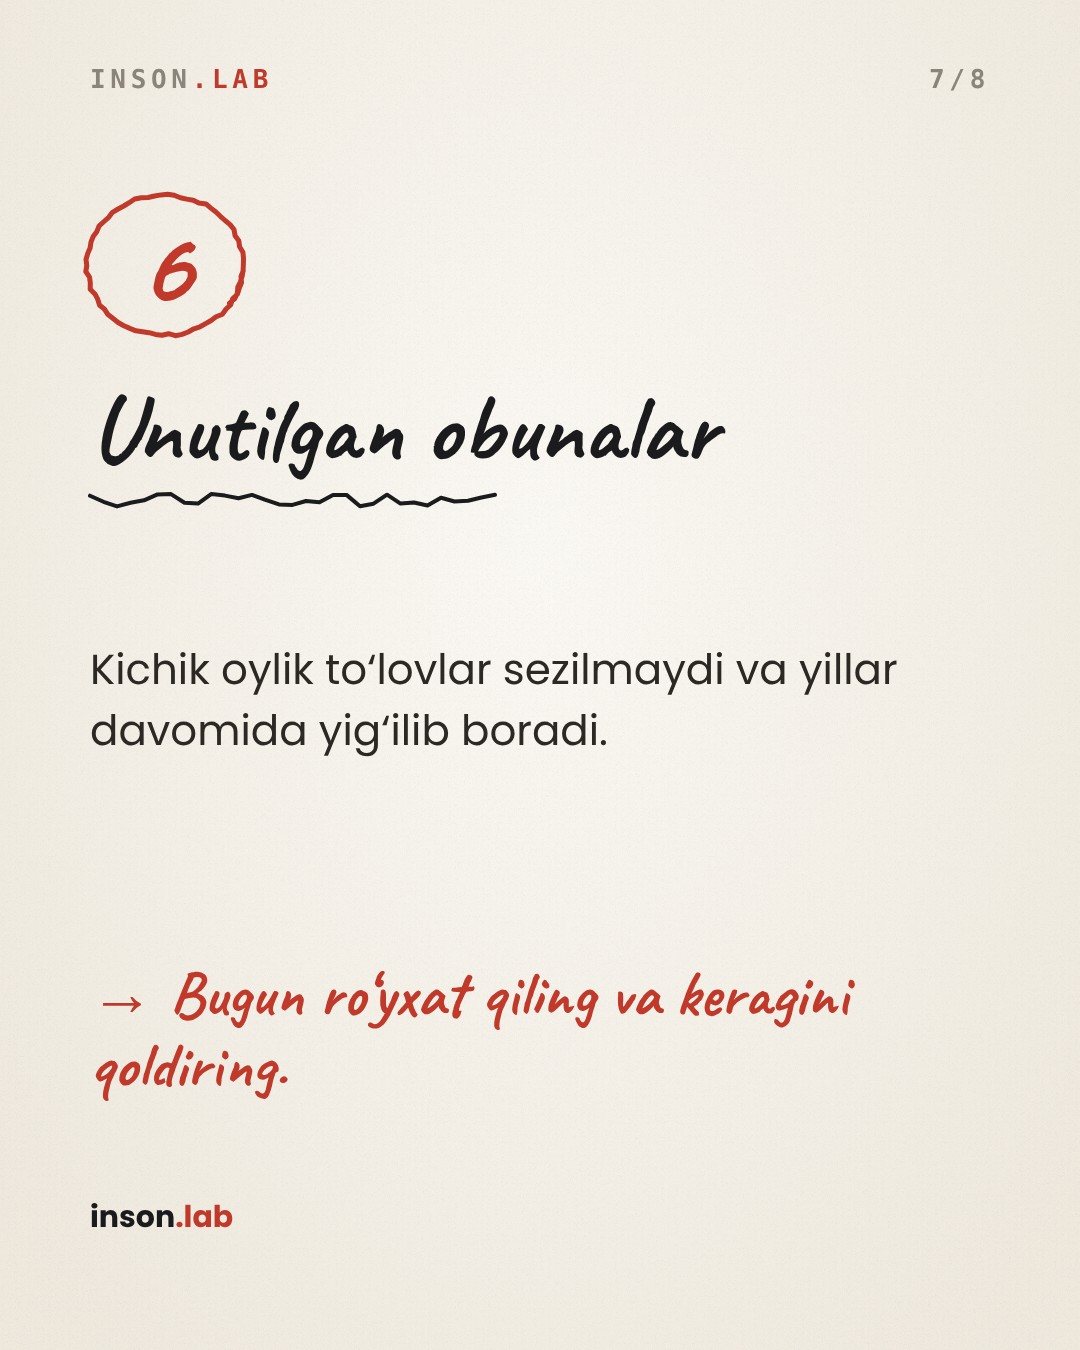 INSON.LAB
7/8
6
Unutilgan obunalar
Kichik oylik to‘lovlar sezilmaydi va yillar
davomida yig‘ilib boradi.
→ Bugun ro‘yxat qiling va keragini
qoldiring.
inson.lab